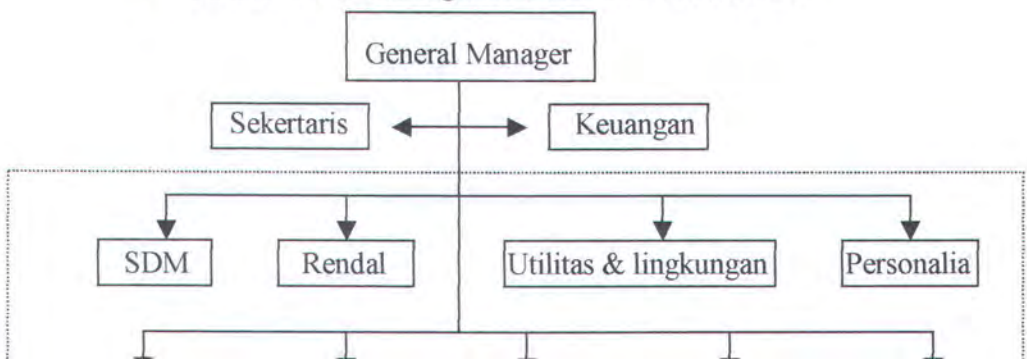 General Manager
Sekertaris
Keuangan
SDM
Rendal
Utilitas & lingkungan
Personalia